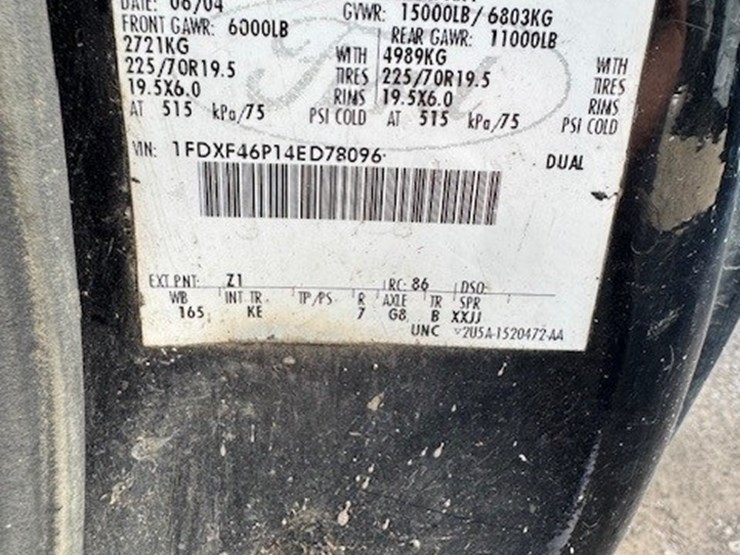 DATE: 08/04
GVWR: 15000LB/ 6803KG
FRONT GAWR: 6000LB
REAR GAWR: 11000LB
2721KG WITH 4989KG WITH
225/70R19.5 TIRES 225/70R19.5 TIRES
19.5X6.0 RIMS 19.5X6.0 RIMS
AT 515 kPa/75 PSI COLD AT 515 kPa/75 PSI COLD
VIN: 1FDXF46P14ED78096 DUAL
EXT PNT: Z1 RC: 86 DSO:
WB INT TR TP/PS R AXLE TR SPR
165 KE 7 G8 B XXJJ
UNC 2U5A-1520472-AA